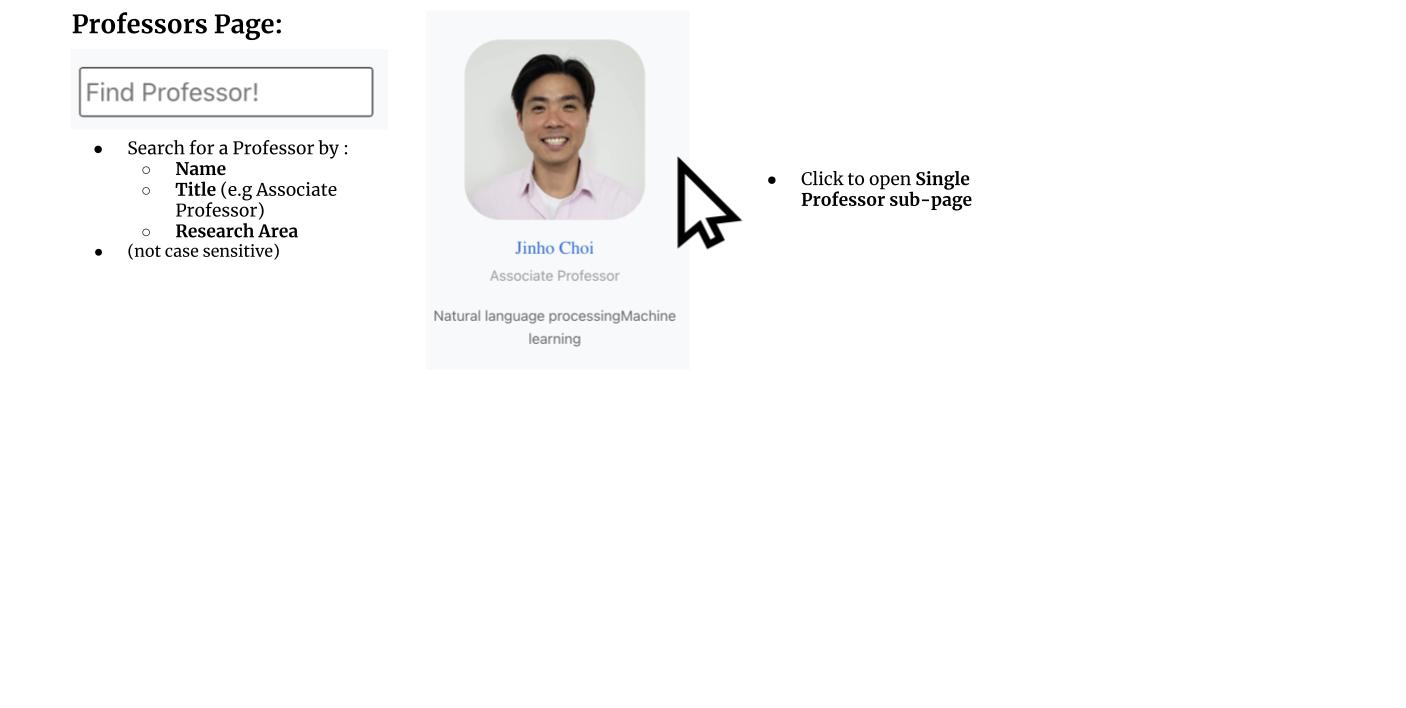 Professors Page:
Find Professor!
● Search for a Professor by :
○ Name
○ Title (e.g Associate
Professor)
○ Research Area
● (not case sensitive)
Jinho Choi
Associate Professor
Natural language processingMachine
learning
● Click to open Single
Professor sub-page